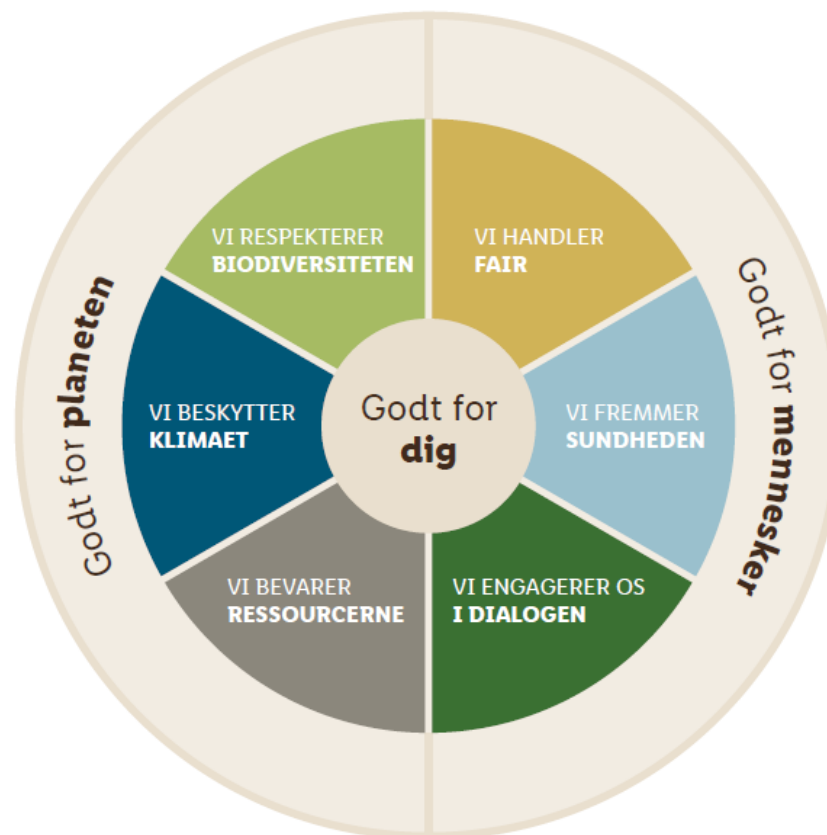 Godt for planeten
VI RESPEKTERER
BIODIVERSITETEN
VI BESKYTTER
KLIMAET
VI BEVARER
RESSOURCERNE
Godt for
dig
VI HANDLER
FAIR
VI FREMMER
SUNDHEDEN
VI ENGAGERER OS
I DIALOGEN
Godt for mennesker